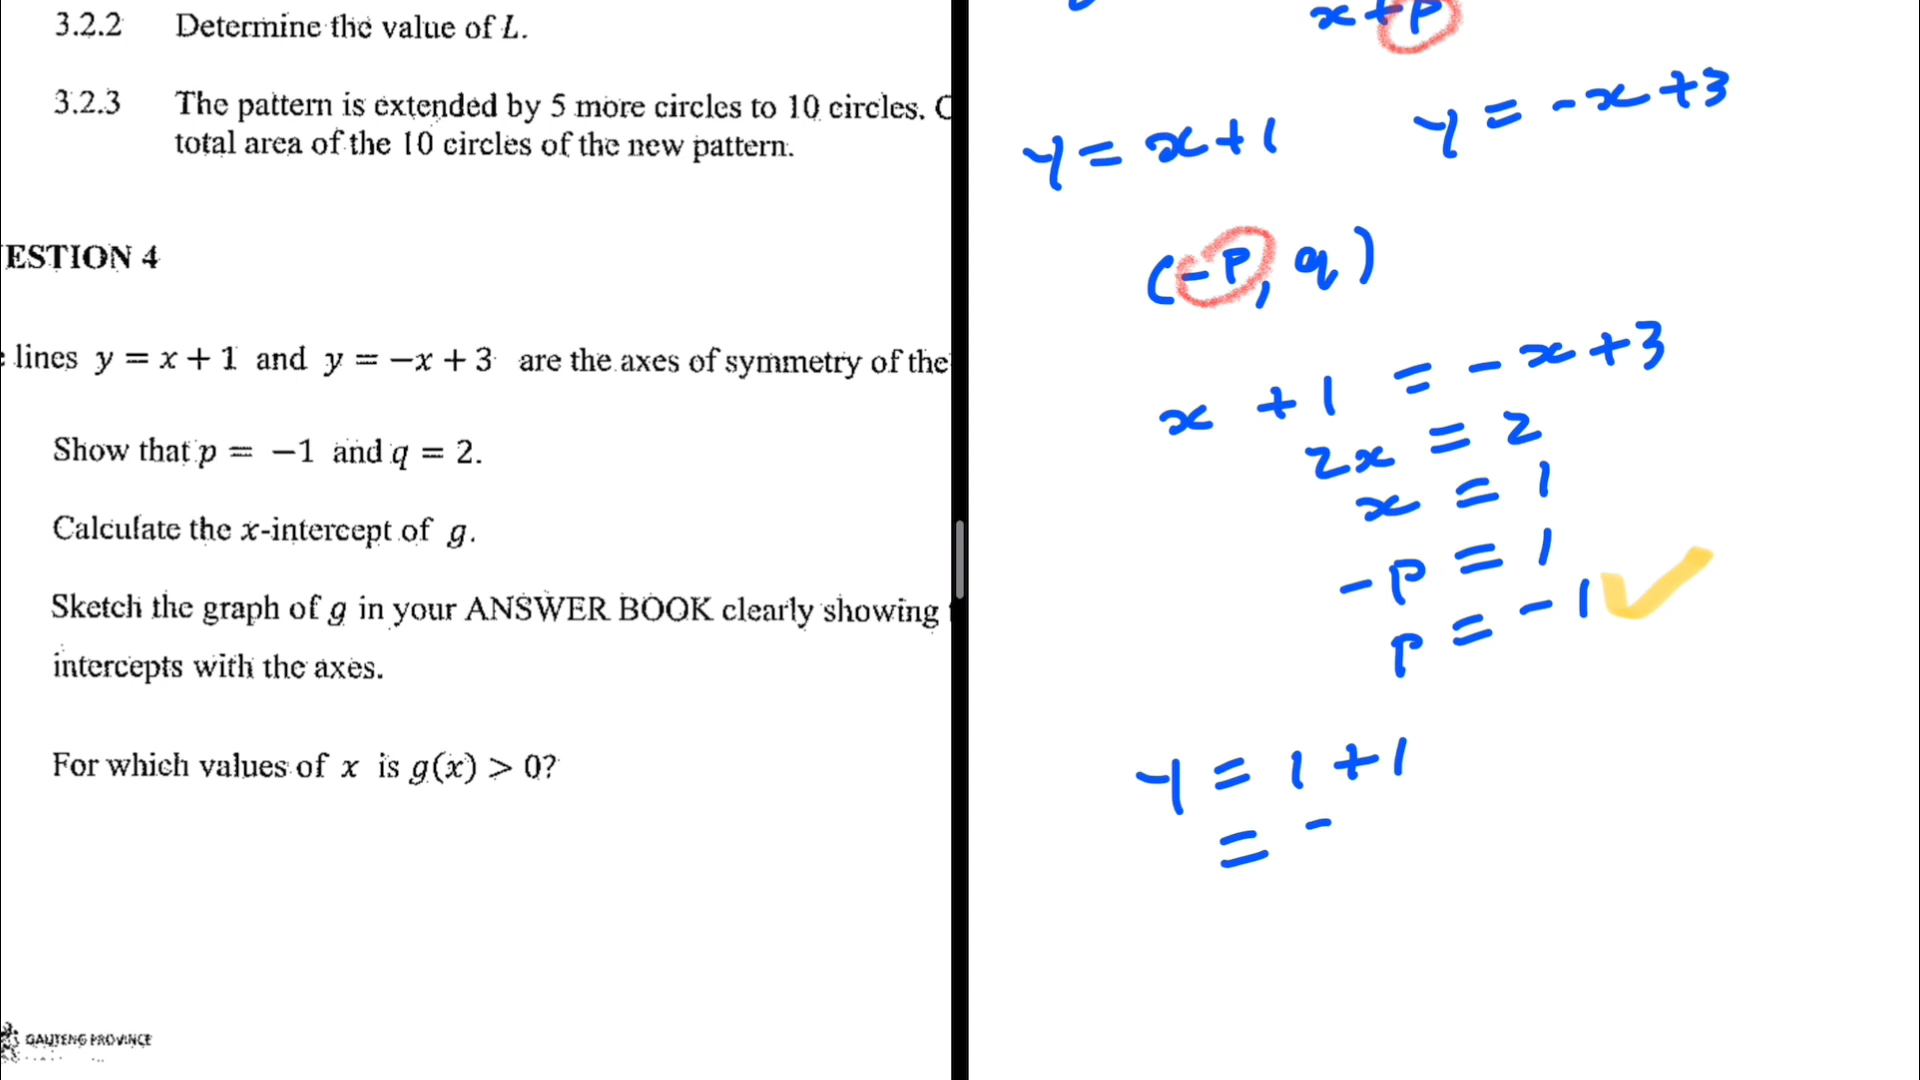 3.2.2 Determine the value of L.
3.2.3 The pattern is extended by 5 more circles to 10 circles. C
total area of the 10 circles of the new pattern.
ESTION 4
lines y = x + 1 and y = −x + 3 are the axes of symmetry of the
Show that p = −1 and q = 2.
Calculate the x-intercept of g.
Sketch the graph of g in your ANSWER BOOK clearly showing
intercepts with the axes.
For which values of x is g(x) > 0?
GAUTENG PROVINCE
x + p
y = x + 1 y = -x + 3
(-p, q)
x + 1 = -x + 3
2x = 2
x = 1
-p = 1
p = -1
y = 1 + 1
= -